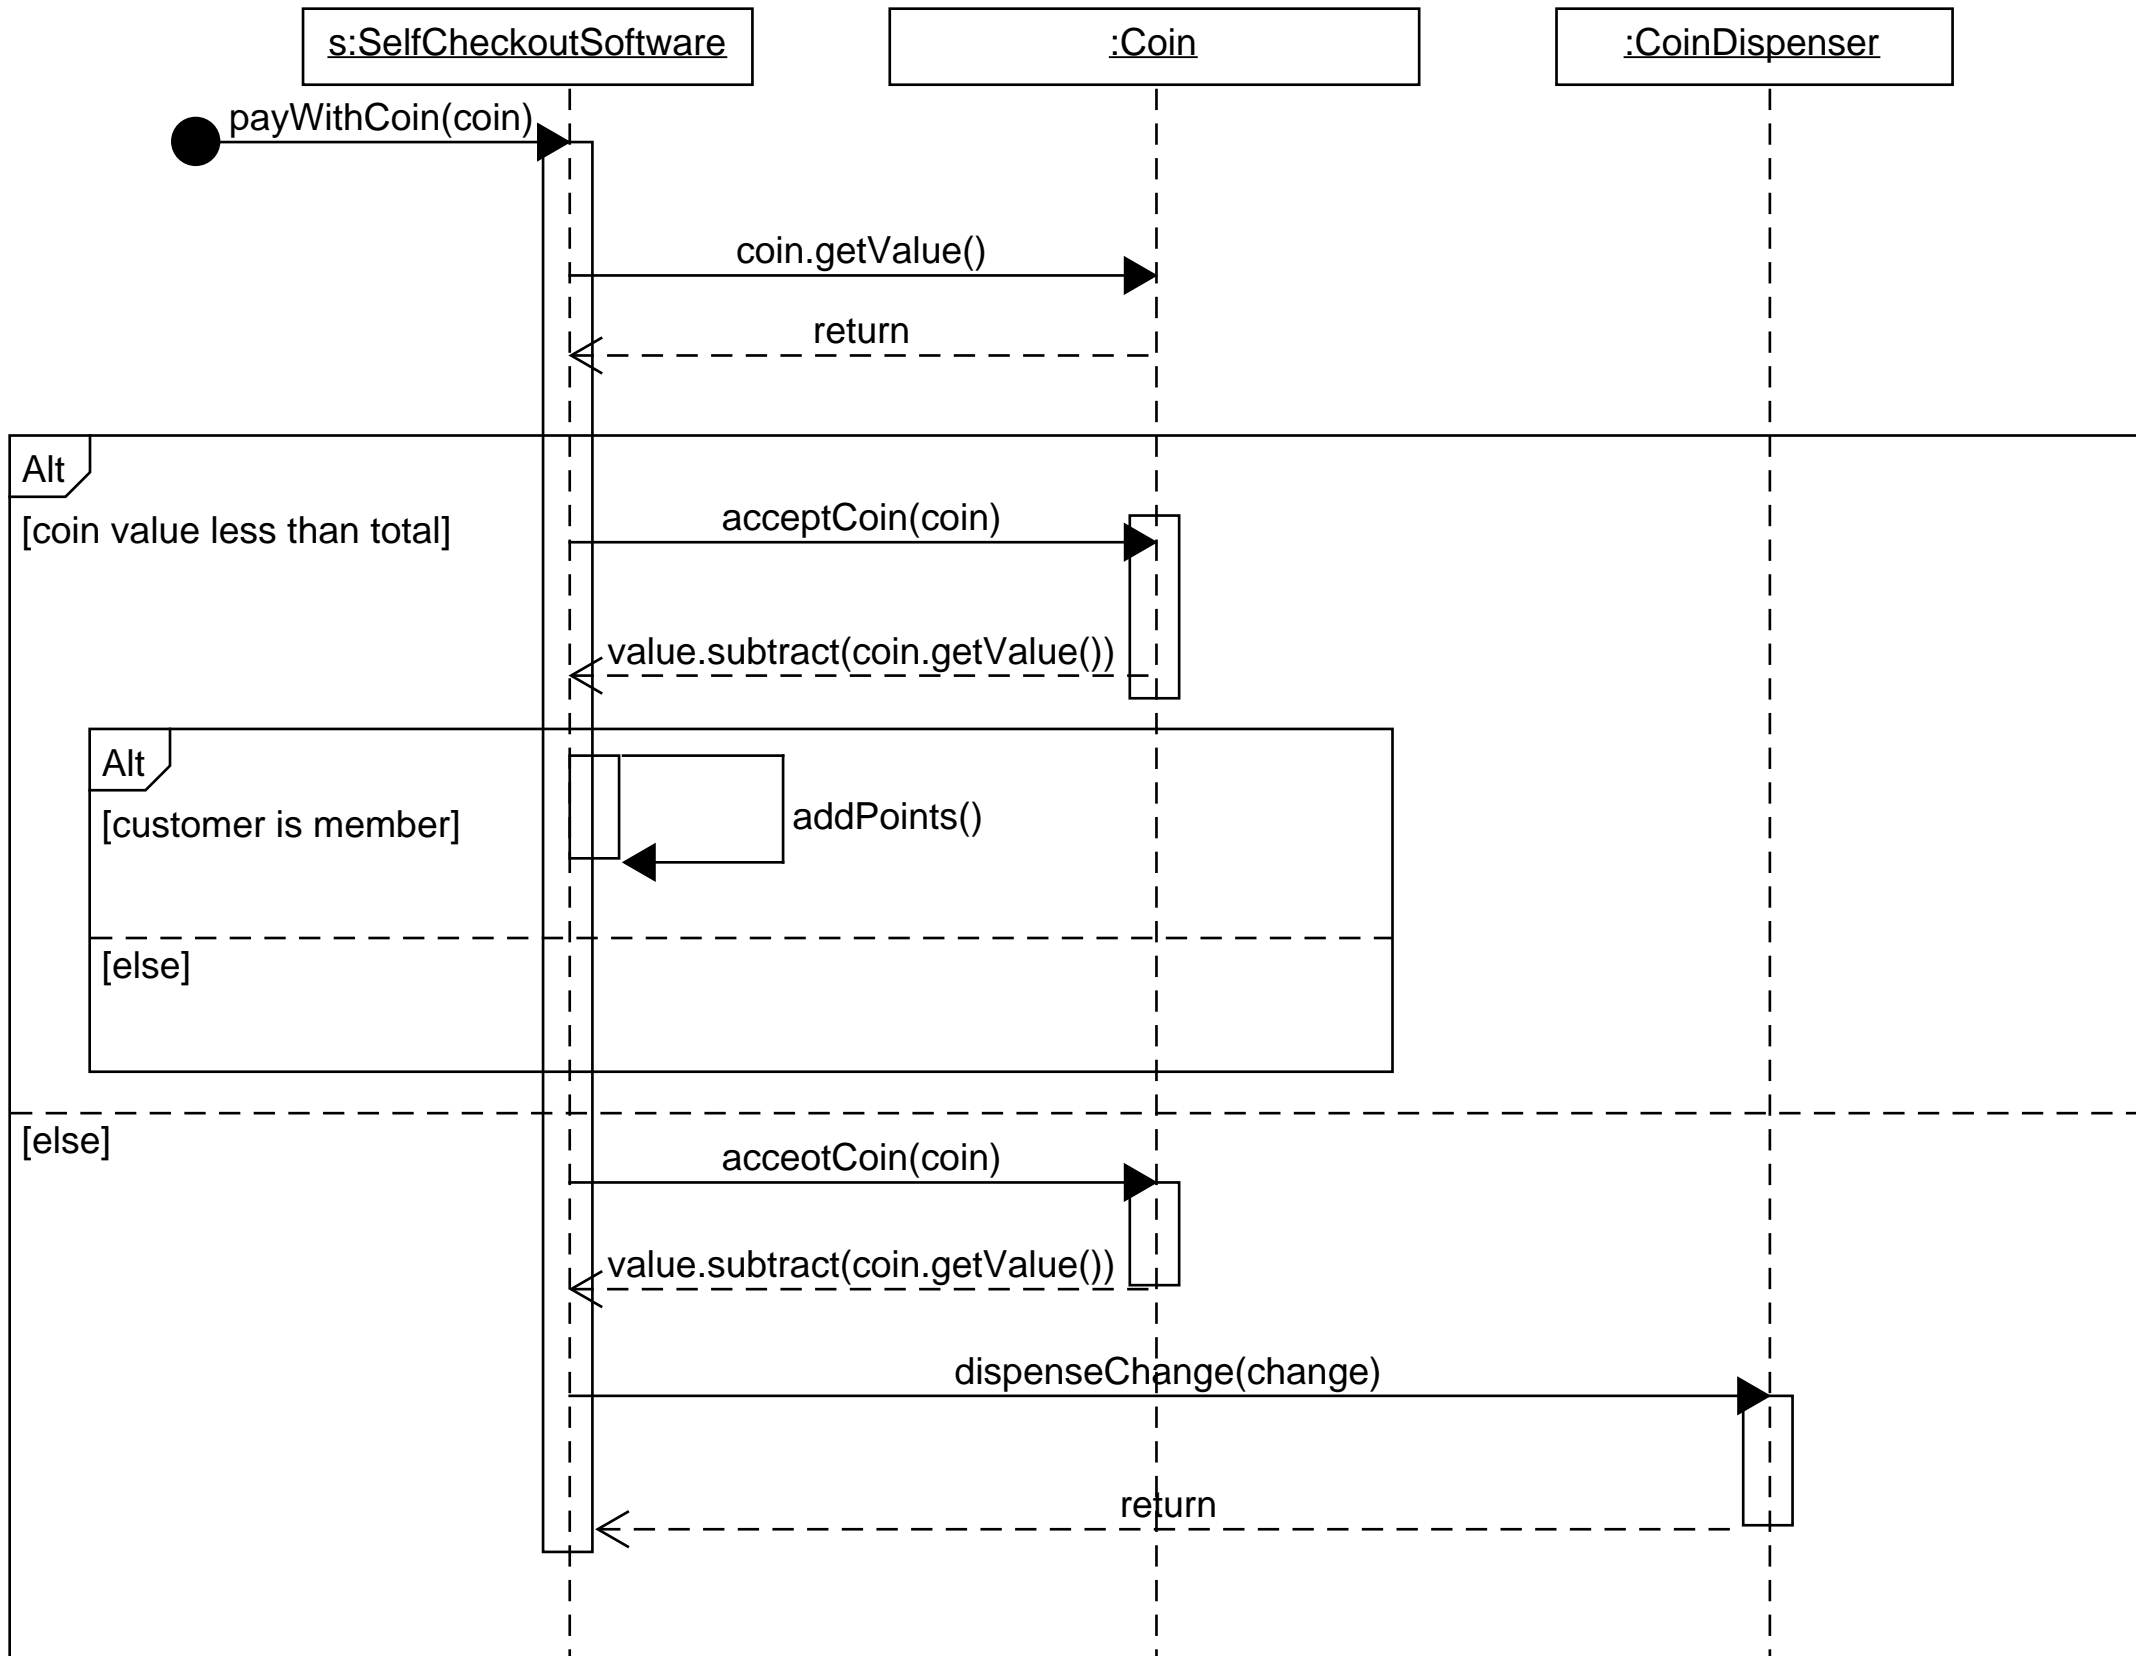 s:SelfCheckoutSoftware
:Coin
:CoinDispenser
payWithCoin(coin)
coin.getValue()
return
Alt
[coin value less than total]
acceptCoin(coin)
value.subtract(coin.getValue())
Alt
[customer is member]
addPoints()
[else]
[else]
acceotCoin(coin)
value.subtract(coin.getValue())
dispenseChange(change)
return